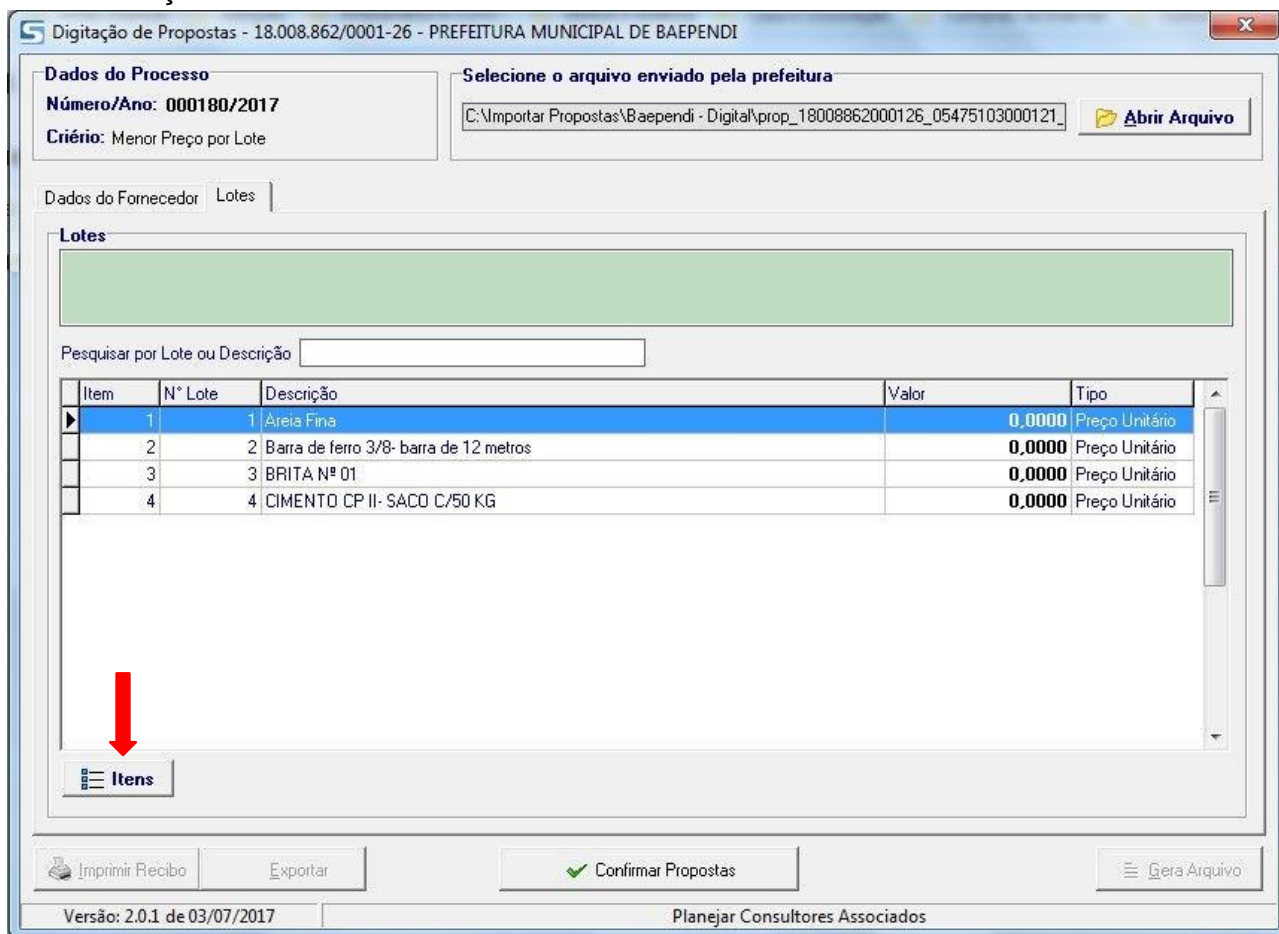 Digitação de Propostas - 18.008.862/0001-26 - PREFEITURA MUNICIPAL DE BAEPENDI
Dados do Processo
Número/Ano: 000180/2017
Criério: Menor Preço por Lote
Selecione o arquivo enviado pela prefeitura
C:\Importar Propostas\Baependi - Digital\prop_18008862000126_05475103000121_
Abrir Arquivo
Dados do Fornecedor Lotes
Lotes
Pesquisar por Lote ou Descrição
Item N° Lote Descrição Valor Tipo
1 1 Areia Fina 0,0000 Preço Unitário
2 2 Barra de ferro 3/8- barra de 12 metros 0,0000 Preço Unitário
3 3 BRITA Nº 01 0,0000 Preço Unitário
4 4 CIMENTO CP II- SACO C/50 KG 0,0000 Preço Unitário
Itens
Imprimir Recibo Exportar Confirmar Propostas Gera Arquivo
Versão: 2.0.1 de 03/07/2017 Planejar Consultores Associados